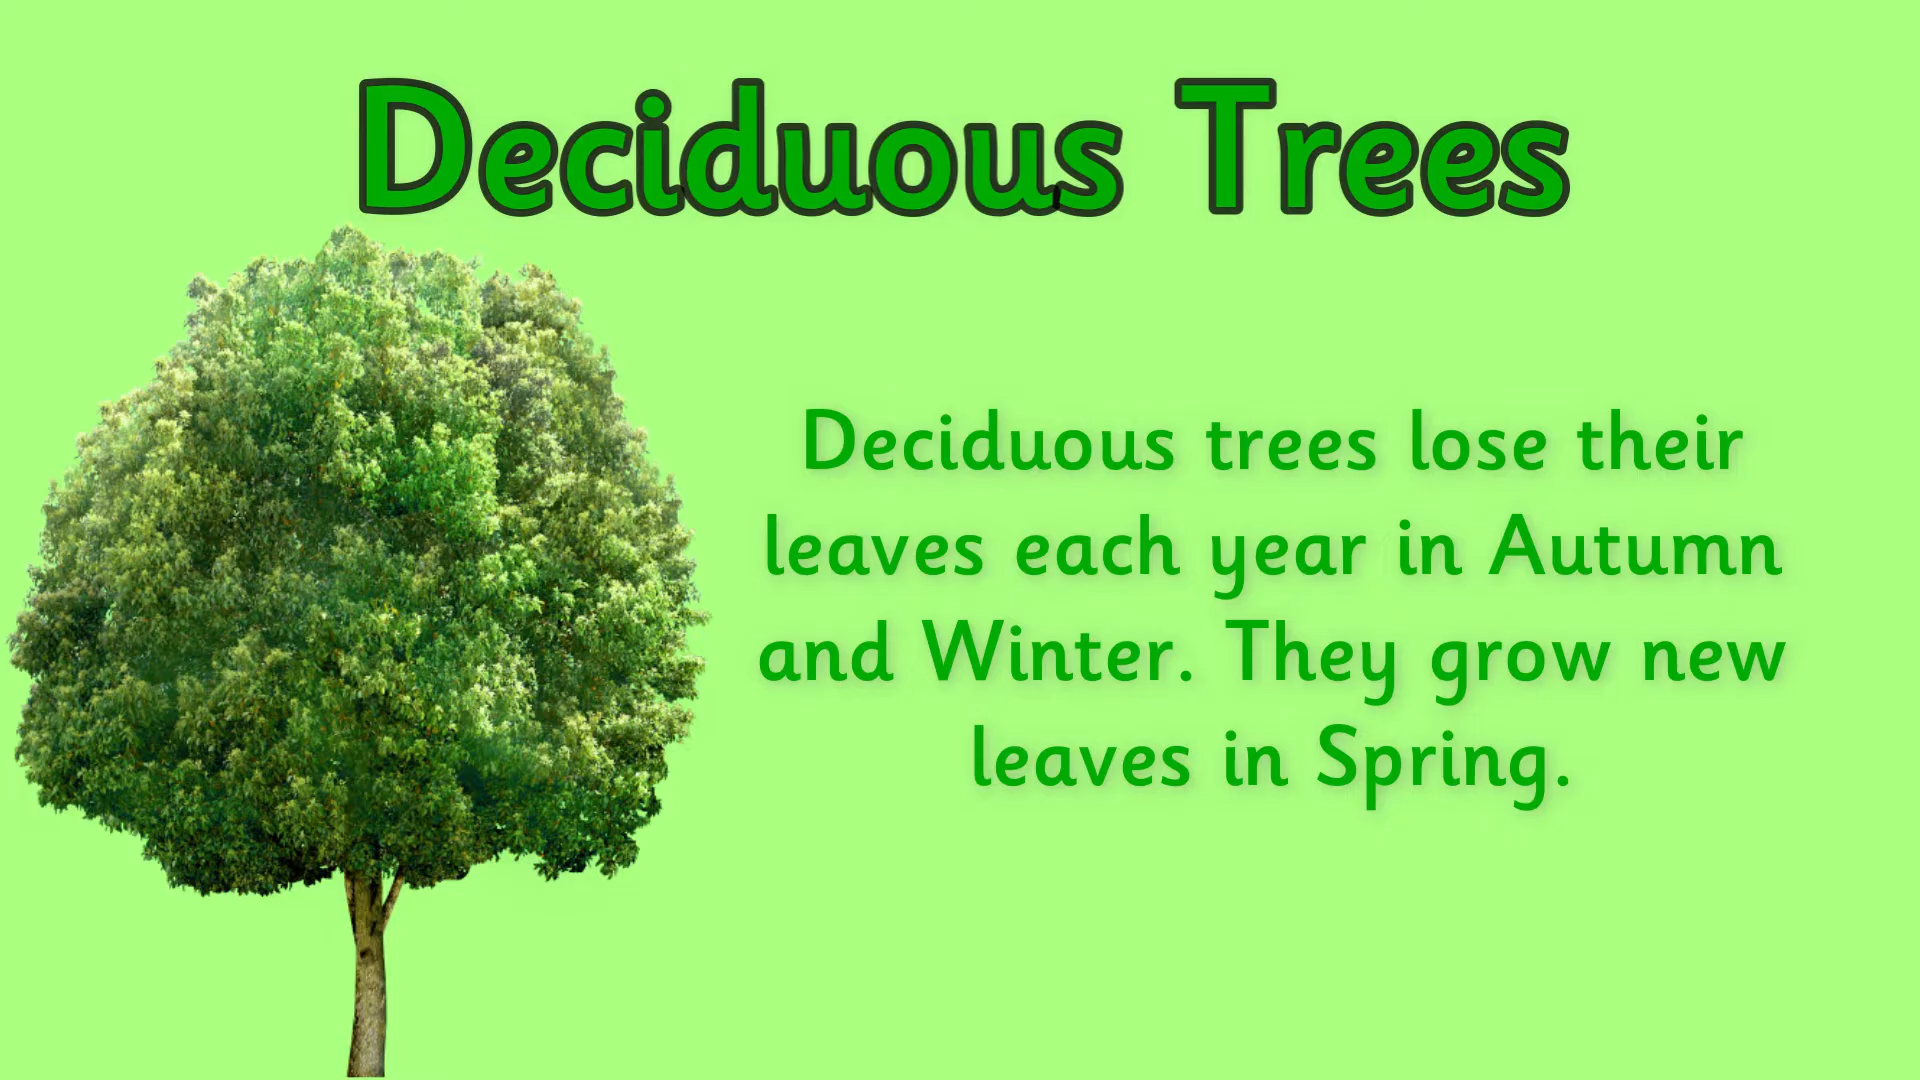 Deciduous Trees
Deciduous trees lose their
leaves each year in Autumn
and Winter. They grow new
leaves in Spring.